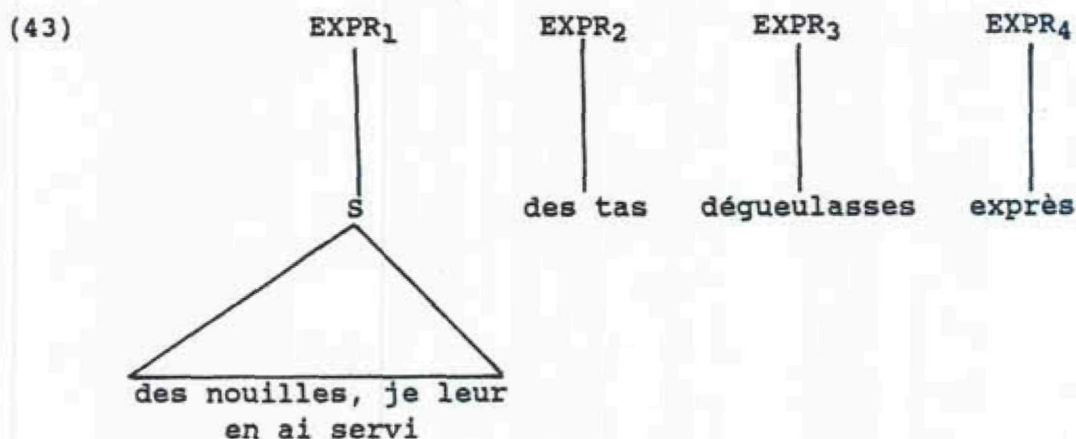 (43) EXPR1 EXPR2 EXPR3 EXPR4
S des tas dégueulasses exprès
des nouilles, je leur
en ai servi